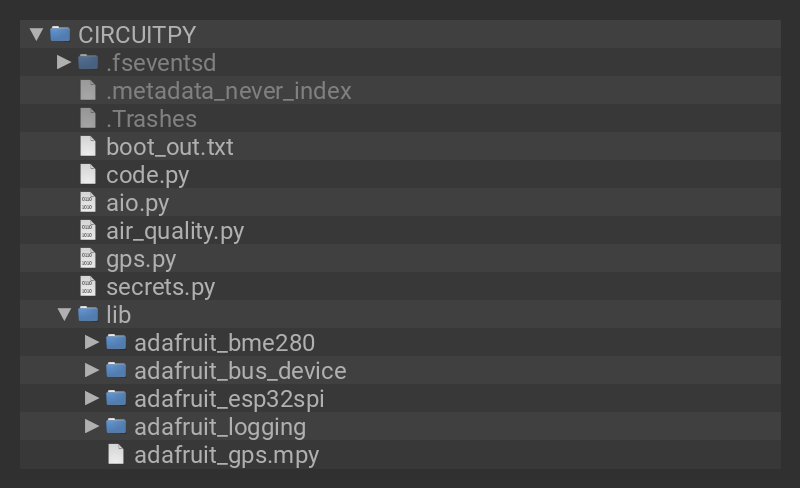 CIRCUITPY
.fseventsd
.metadata_never_index
.Trashes
boot_out.txt
code.py
aio.py
air_quality.py
gps.py
secrets.py
lib
adafruit_bme280
adafruit_bus_device
adafruit_esp32spi
adafruit_logging
adafruit_gps.mpy